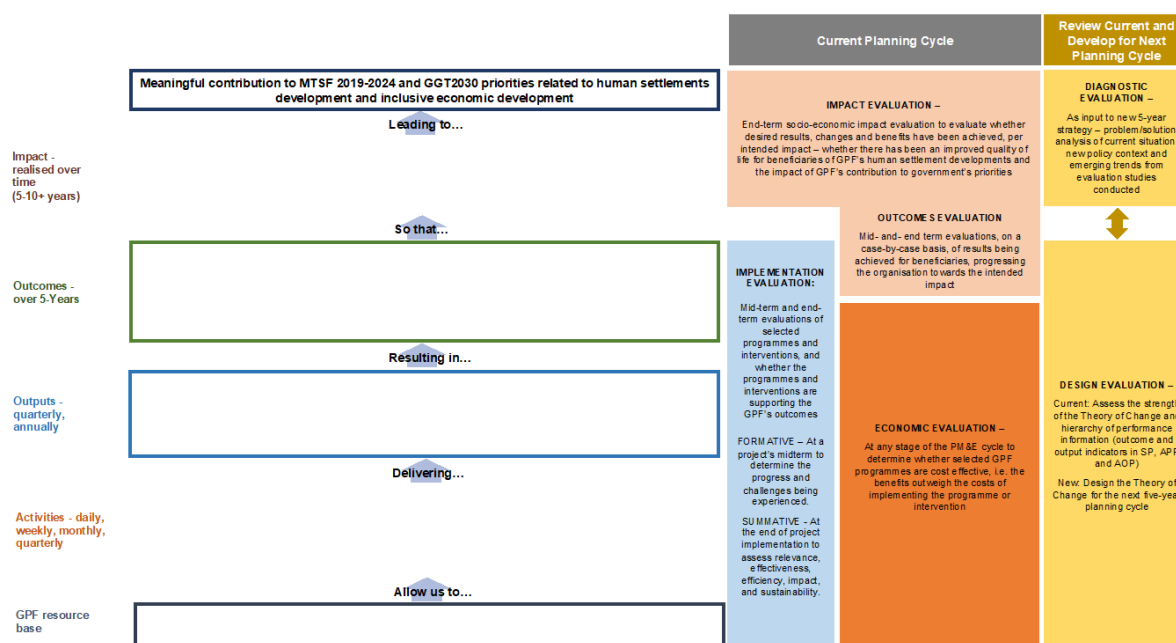 Current Planning Cycle
Review Current and
Develop for Next
Planning Cycle
Meaningful contribution to MTSF 2019-2024 and GGT2030 priorities related to human settlements
development and inclusive economic development
Leading to…
Impact -
realised over
time
(5-10+ years)
So that…
Outcomes -
over 5-Years
Resulting in…
Outputs -
quarterly,
annually
Delivering…
Activities - daily,
weekly, monthly,
quarterly
Allow us to…
GPF resource
base
IMPACT EVALUATION –
End-term socio-economic impact evaluation to evaluate whether
desired results, changes and benefits have been achieved, per
intended impact – whether there has been an improved quality of
life for beneficiaries of GPF's human settlement developments and
the impact of GPF's contribution to government's priorities
OUTCOMES EVALUATION
Mid- and- end term evaluations, on a
case-by-case basis, of results being
achieved for beneficiaries, progressing
the organisation towards the intended
impact
IMPLEMENTATION
EVALUATION:
Mid-term and end-
term evaluations of
selected
programmes and
interventions, and
whether the
programmes and
interventions are
supporting the
GPF's outcomes
FORMATIVE – At a
project's midterm to
determine the
progress and
challenges being
experienced.
SUMMATIVE - At
the end of project
implementation to
assess relevance,
effectiveness,
efficiency, impact,
and sustainability.
ECONOMIC EVALUATION –
At any stage of the PM&E cycle to
determine whether selected GPF
programmes are cost effective, i.e. the
benefits outweigh the costs of
implementing the programme or
intervention
DIAGNOSTIC
EVALUATION –
As input to new 5-year
strategy – problem/solution
analysis of current situation
new policy context and
emerging trends from
evaluation studies
conducted
DESIGN EVALUATION –
Current: Assess the strength
of the Theory of Change and
hierarchy of performance
information (outcome and
output indicators in SP, APP
and AOP)
New: Design the Theory of
Change for the next five-year
planning cycle